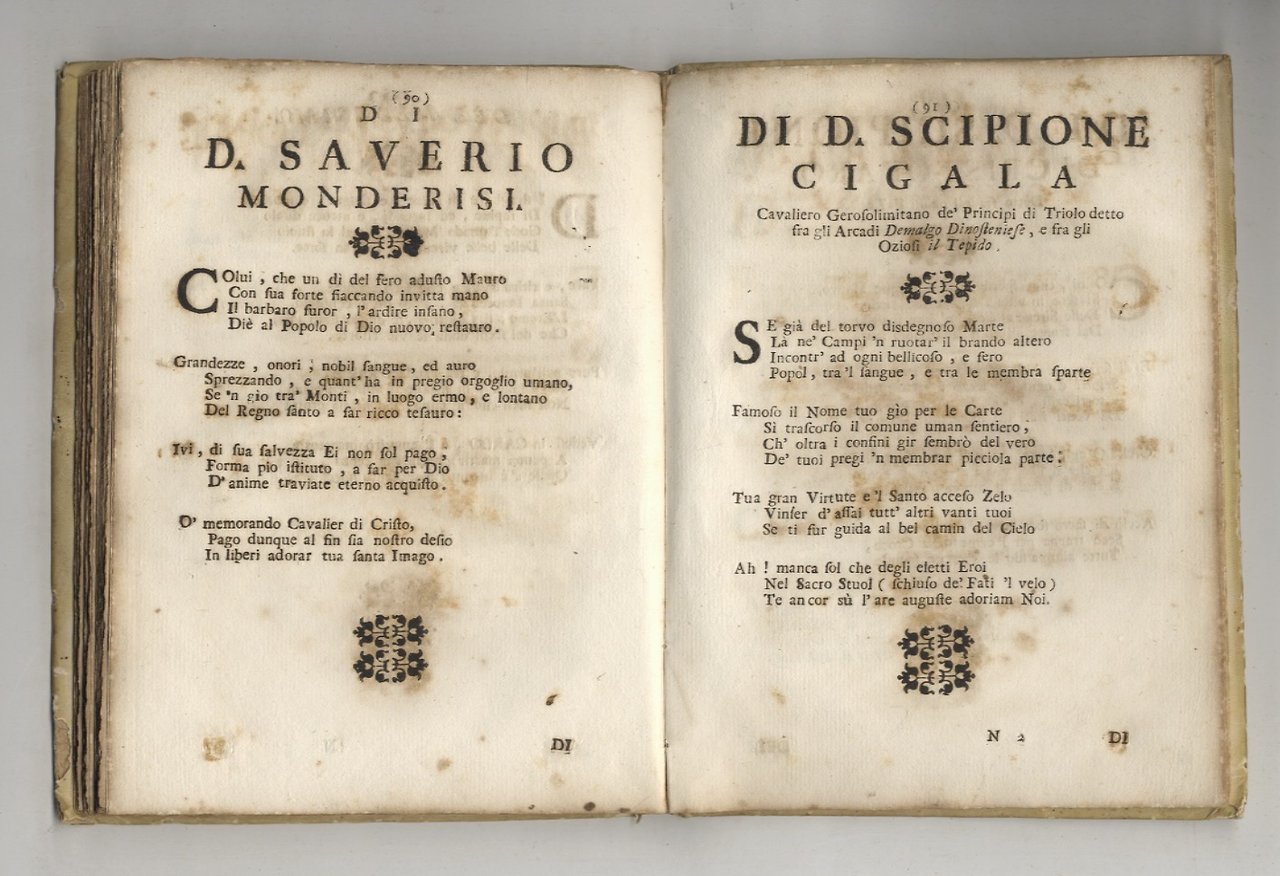 (90)
D I
D. SAVERIO
MONDERISI.
COlui , che un dì del fero aduſto Mauro
Con ſua forte fiaccando invitta mano
Il barbaro furor , l'ardire inſano,
Diè al Popolo di Dio nuovo reſtauro.
Grandezze , onori ; nobil ſangue, ed auro
Sprezzando , e quant'ha in pregio orgoglio umano,
Se 'n gio tra' Monti , in luogo ermo, e lontano
Del Regno ſanto a far ricco teſauro:
Ivi, di ſua ſalvezza Ei non ſol pago ,
Forma pio iſtituto , a far per Dio
D'anime traviate eterno acquiſto.
O' memorando Cavalier di Criſto,
Pago dunque al fin ſia noſtro deſio
In liberi adorar tua ſanta Imago.
DI
(91)
DI D. SCIPIONE
CIGALA
Cavaliero Geroſolimitano de' Principi di Triolo detto
fra gli Arcadi Demalgo Dinoſtenieſe, e fra gli
Ozioſi il Tepido.
SE già del torvo disdegnoſo Marte
La ne' Campi 'n ruotar' il brando altero
Incontr' ad ogni bellicoſo , e fero
Popol, tra 'l ſangue , e tra le membra ſparte
Famoſo il Nome tuo gìo per le Carte
Sì traſcorſo il comune uman ſentiero;
Ch' oltra i confini gir ſembrò del vero
De' tuoi pregi 'n membrar picciola parte:
Tua gran Virtute e 'l Santo acceſo Zelo
Vinſer d'aſſai tutt' altri vanti tuoi
Se ti fur guida al bel camin del Cielo
Ah ! manca ſol che degli eletti Eroi
Nel Sacro Stuol ( ſchiuſo de' Fati 'l velo )
Te ancor sù l'are auguſte adoriam Noi.
N 2
DI